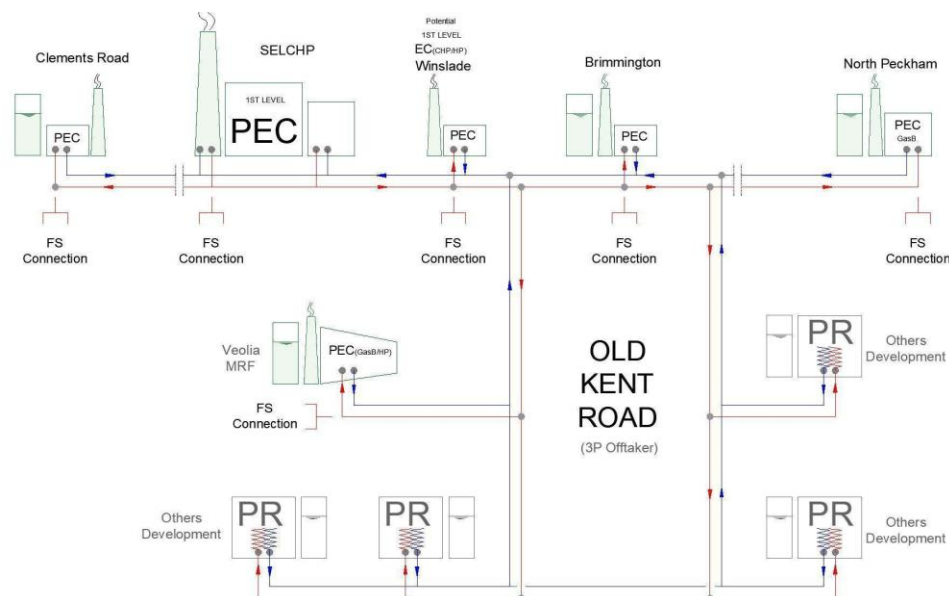 Clements Road
PEC
FS
Connection
SELCHP
1ST LEVEL
PEC
FS
Connection
Potential
1ST LEVEL
EC(CHP/HP)
Winslade
PEC
FS
Connection
Brimmington
PEC
FS
Connection
North Peckham
PEC
GasB
FS
Connection
Veolia
MRF
PEC(GasB/HP)
FS
Connection
OLD
KENT
ROAD
(3P Offtaker)
PR
Others
Development
Others
Development
PR
PR
PR
Others
Development